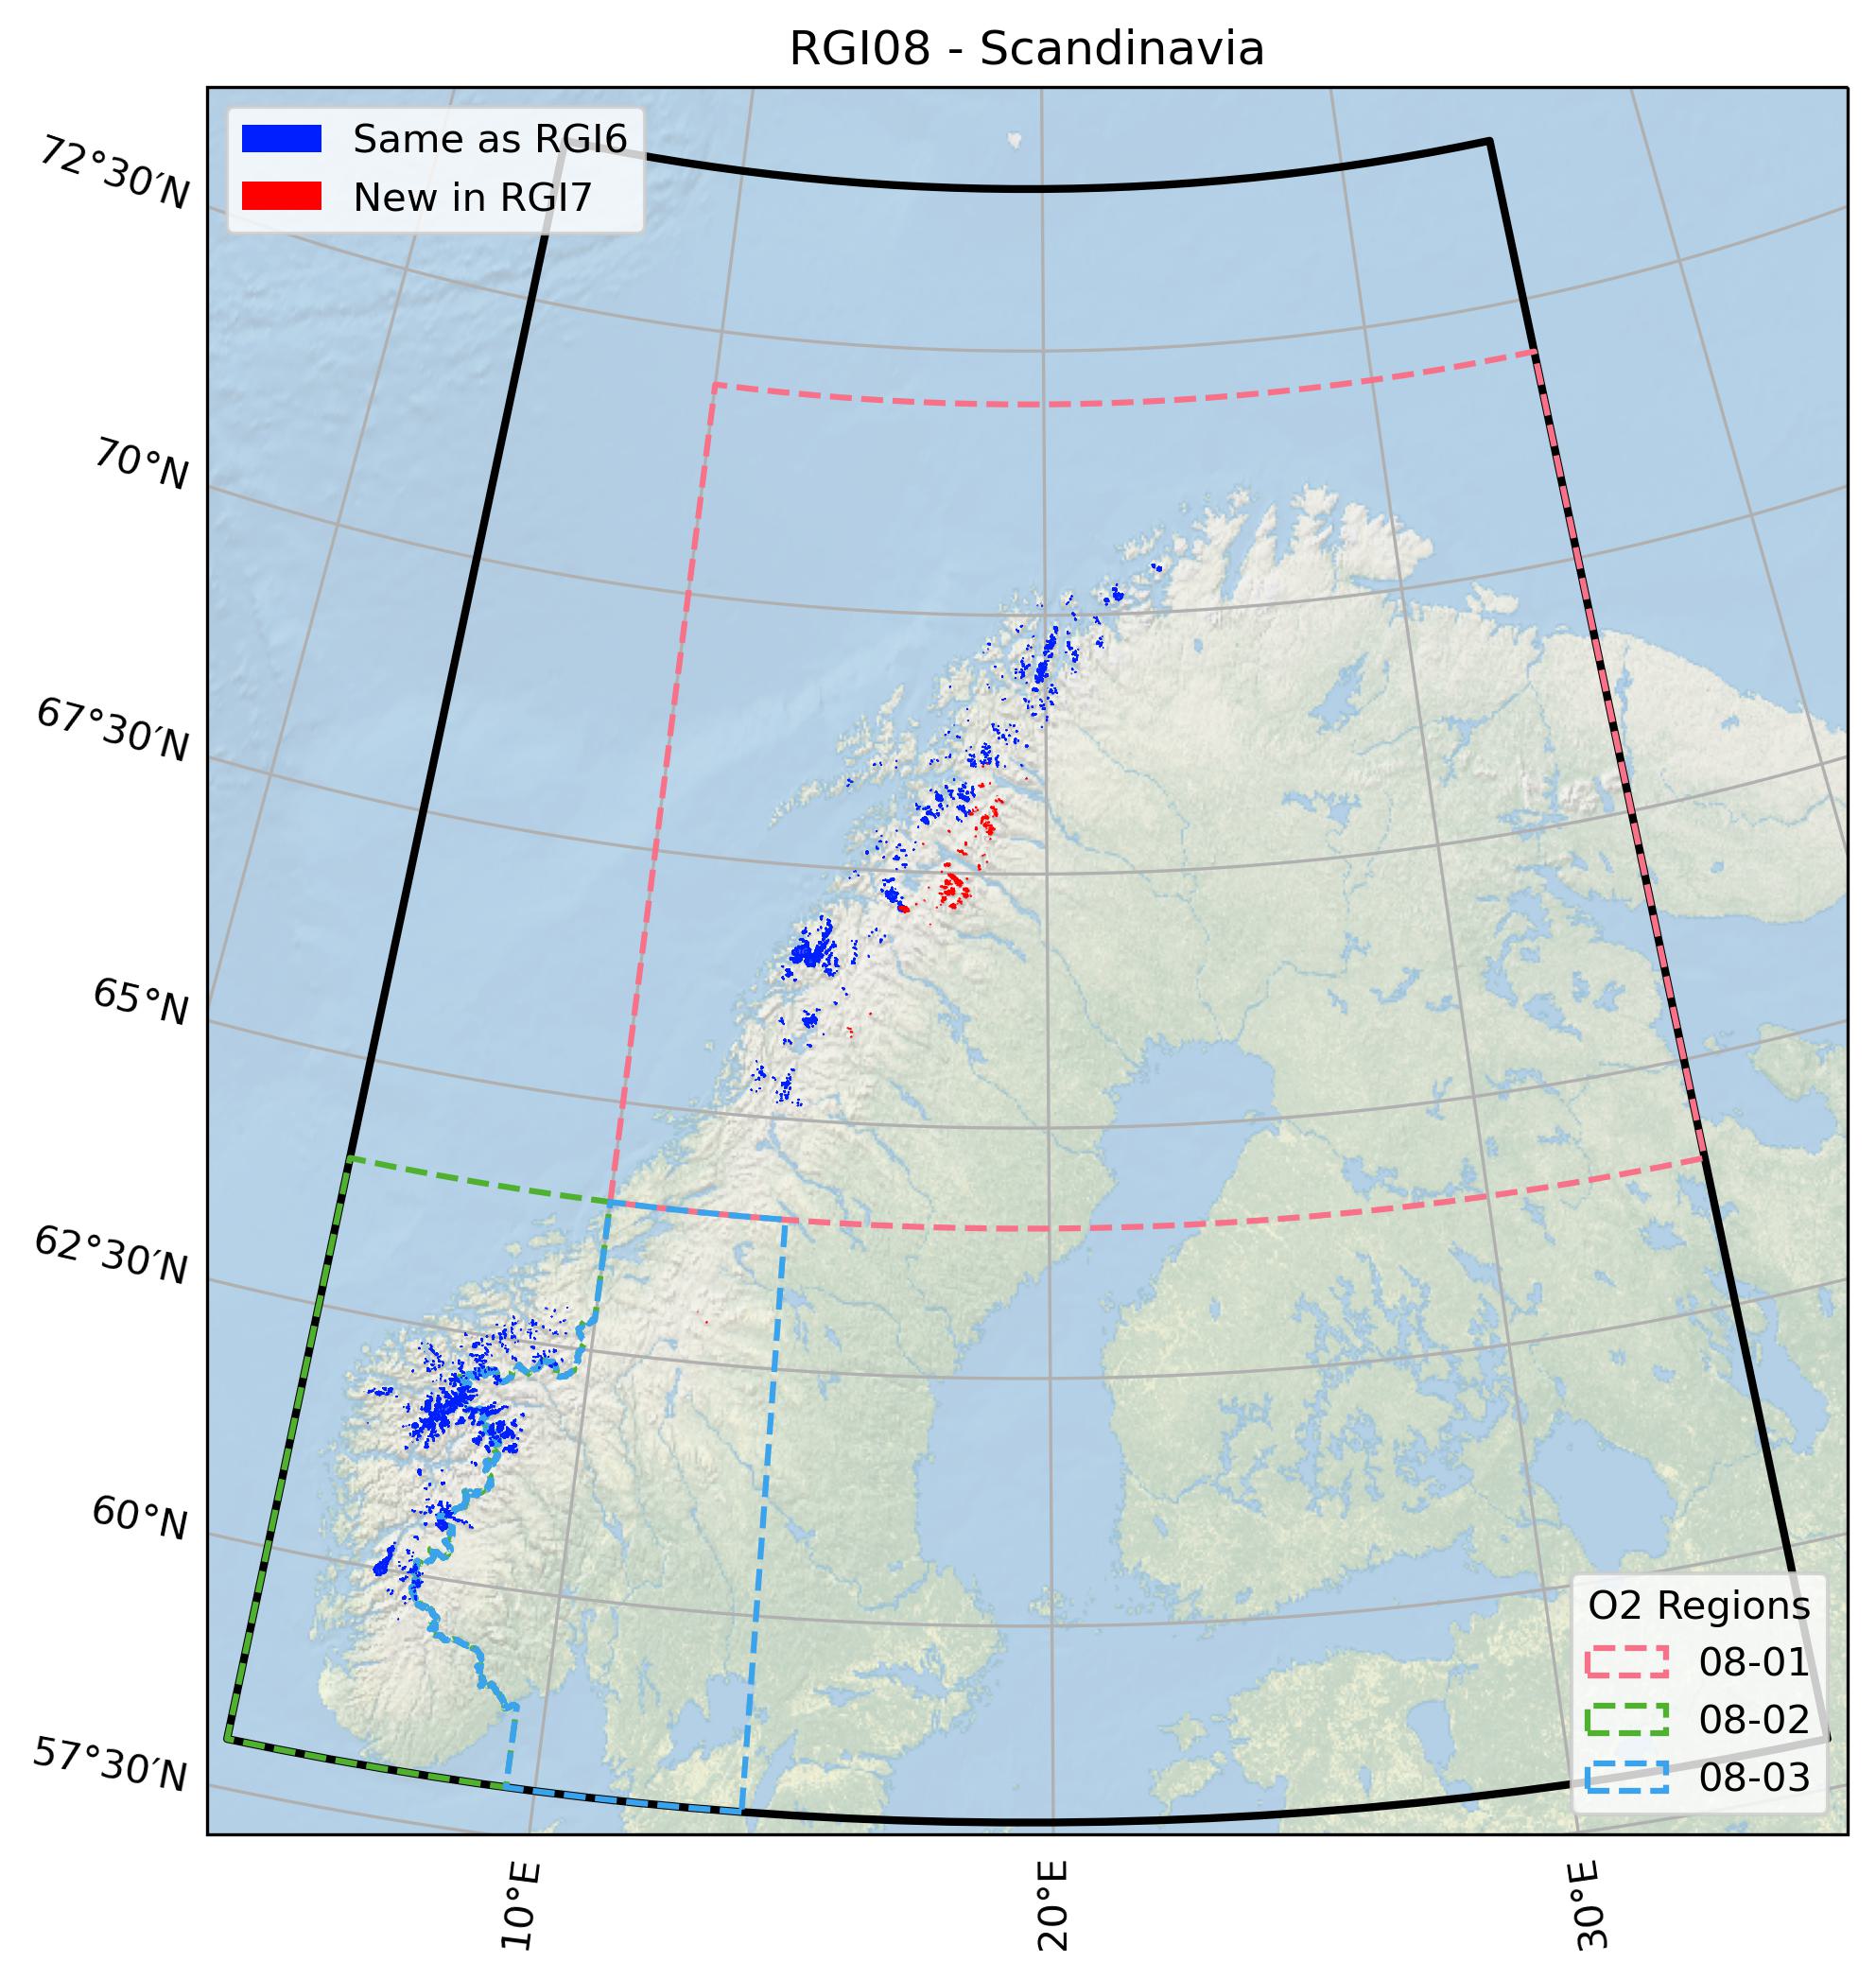 RGI08 - Scandinavia
Same as RGI6
New in RGI7
72°30′N
70°N
67°30′N
65°N
62°30′N
60°N
57°30′N
O2 Regions
08-01
08-02
08-03
10°E
20°E
30°E